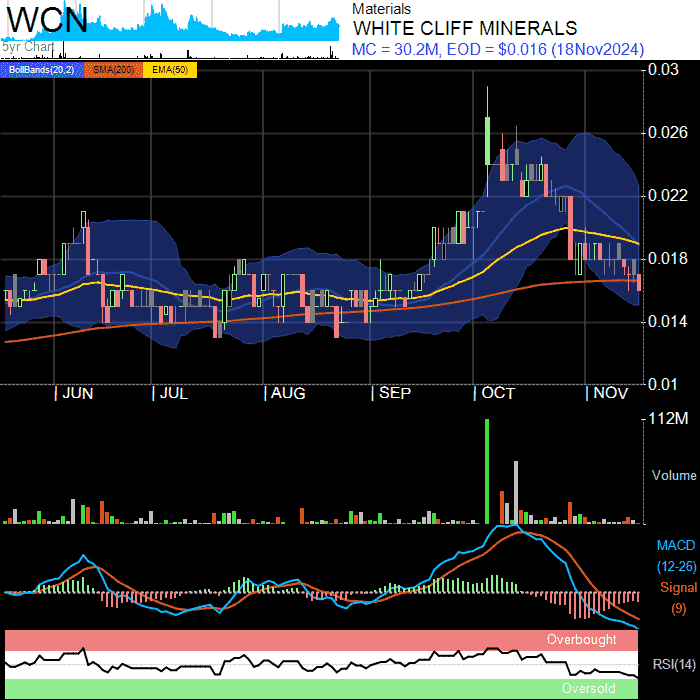 WCN
5yr Chart
Materials
WHITE CLIFF MINERALS
MC = 30.2M, EOD = $0.016 (18Nov2024)
BollBands(20,2) SMA(200) EMA(50)
0.03
0.026
0.022
0.018
0.014
0.01
JUN JUL AUG SEP OCT NOV
112M
Volume
MACD
(12-26)
Signal
(9)
Overbought
RSI(14)
Oversold